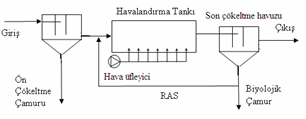 Havalandırma Tankı
Son çökeltme havuzu
Giriş
Çıkış
Hava üfleyici
Ön
Çökeltme
Çamuru
RAS
Biyolojik
Çamur